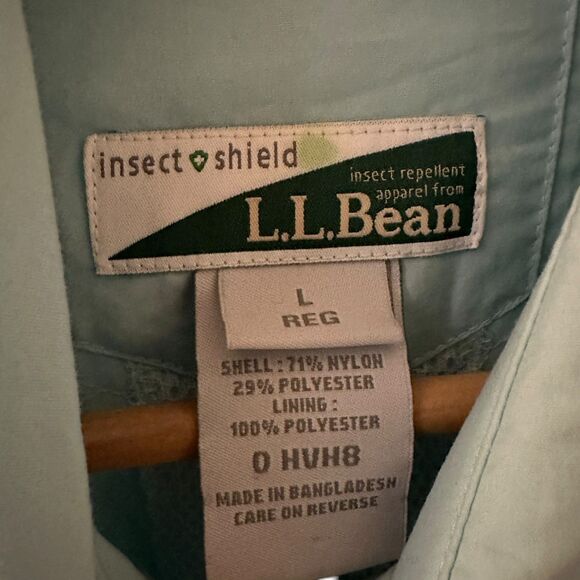 insect shield
insect repellent
apparel from
L.L.Bean
L
REG
SHELL : 71% NYLON
29% POLYESTER
LINING :
100% POLYESTER
0 HVH8
MADE IN BANGLADESH
CARE ON REVERSE